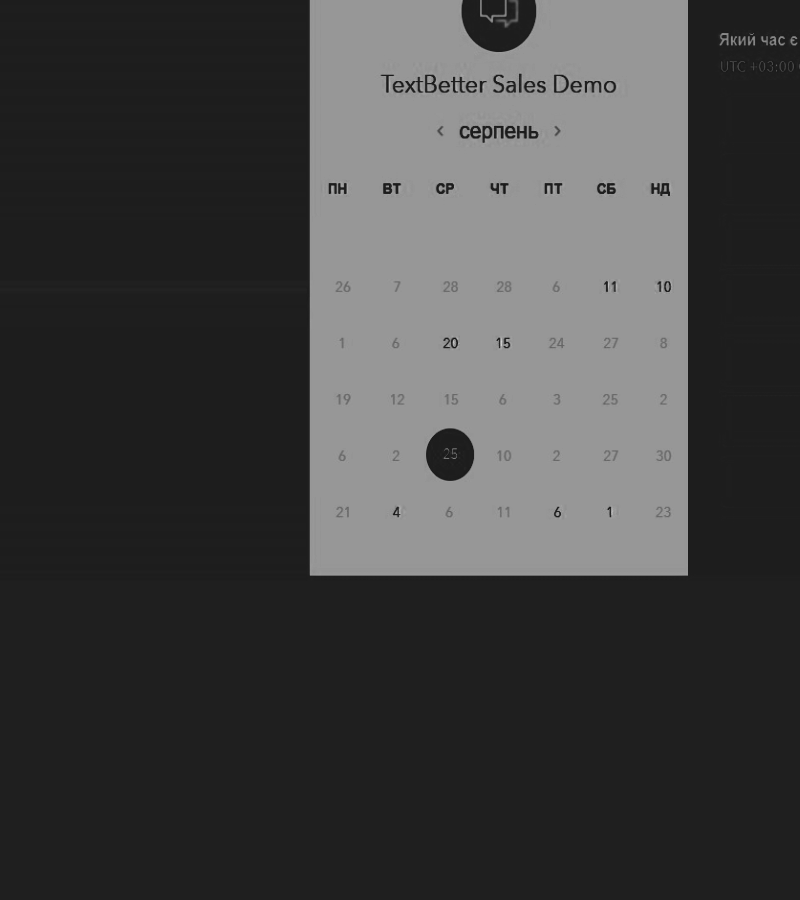 TextBetter Sales Demo
< серпень >
ПН ВТ СР ЧТ ПТ СБ НД
26 7 28 28 6 11 10
1 6 20 15 24 27 8
19 12 15 6 3 25 2
6 2 25 10 2 27 30
21 4 6 11 6 1 23
Який час є
UTC +03:00